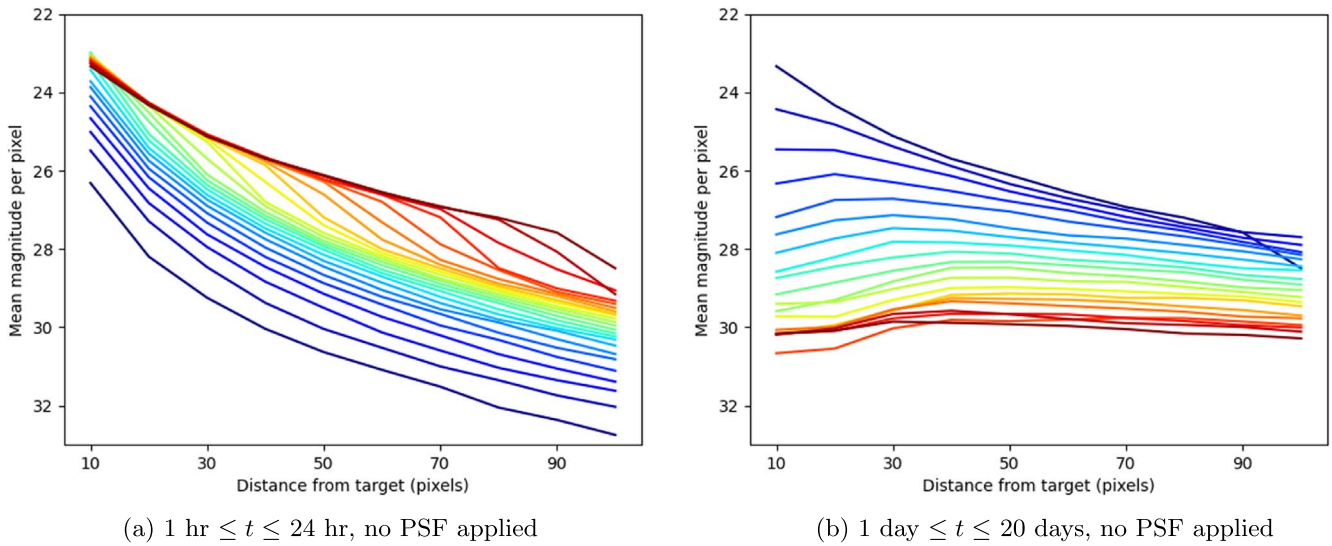 22
24
26
28
30
32
Mean magnitude per pixel
10 30 50 70 90
Distance from target (pixels)
(a) 1 hr ≤ t ≤ 24 hr, no PSF applied
22
24
26
28
30
32
Mean magnitude per pixel
10 30 50 70 90
Distance from target (pixels)
(b) 1 day ≤ t ≤ 20 days, no PSF applied